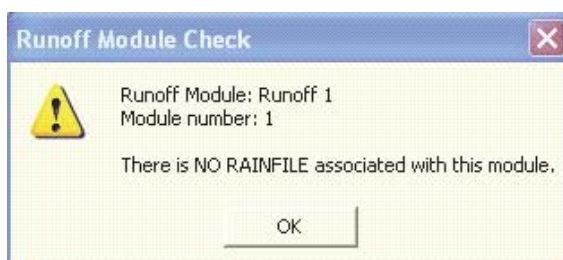 Runoff Module Check
Runoff Module: Runoff 1
Module number: 1
There is NO RAINFILE associated with this module.
OK